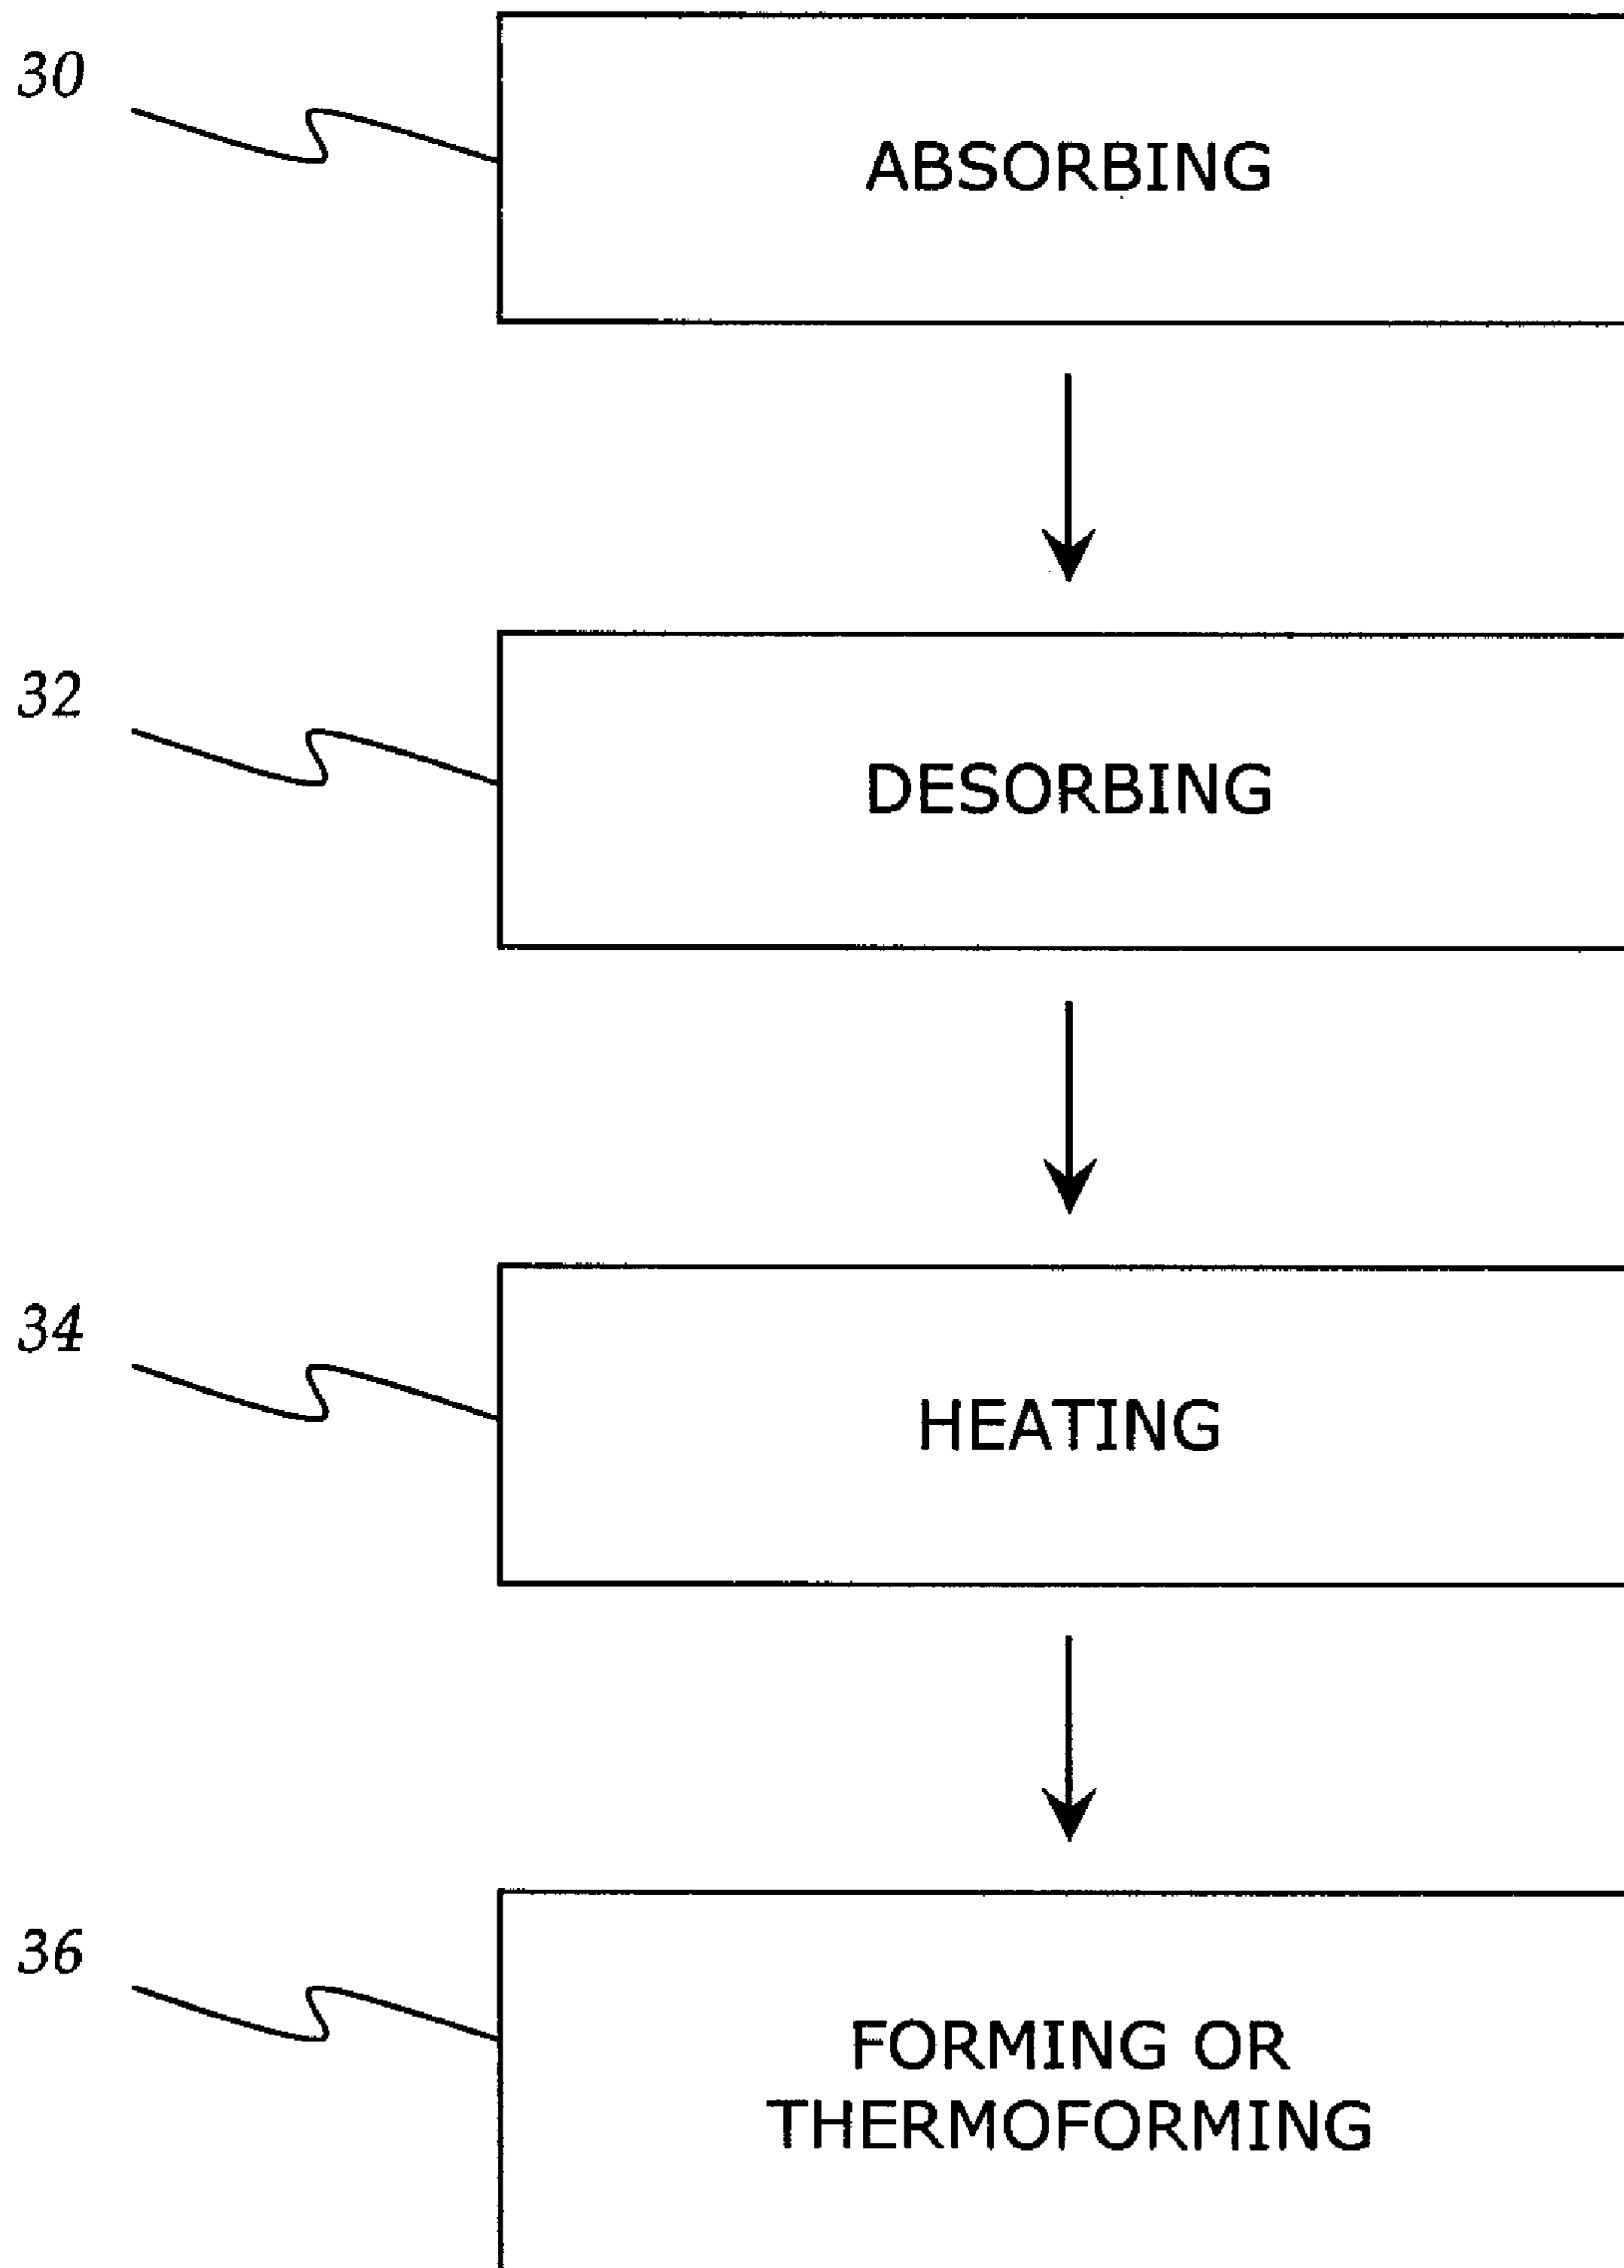 30
ABSORBING
32
DESORBING
34
HEATING
36
FORMING OR
THERMOFORMING